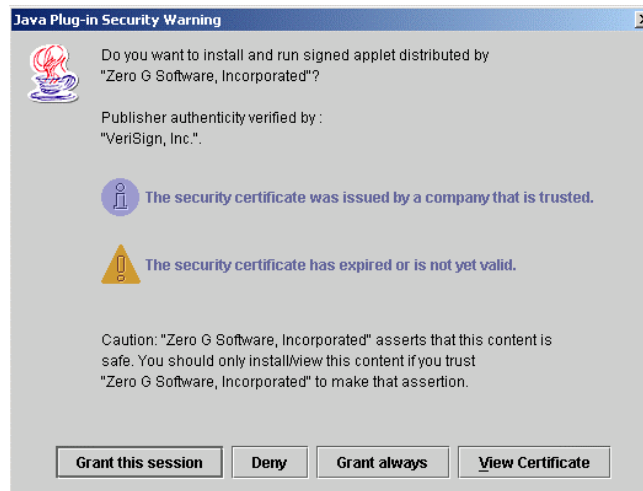 Java Plug-in Security Warning
Do you want to install and run signed applet distributed by
"Zero G Software, Incorporated"?
Publisher authenticity verified by :
"VeriSign, Inc.".
The security certificate was issued by a company that is trusted.
The security certificate has expired or is not yet valid.
Caution: "Zero G Software, Incorporated" asserts that this content is
safe. You should only install/view this content if you trust
"Zero G Software, Incorporated" to make that assertion.
Grant this session Deny Grant always View Certificate